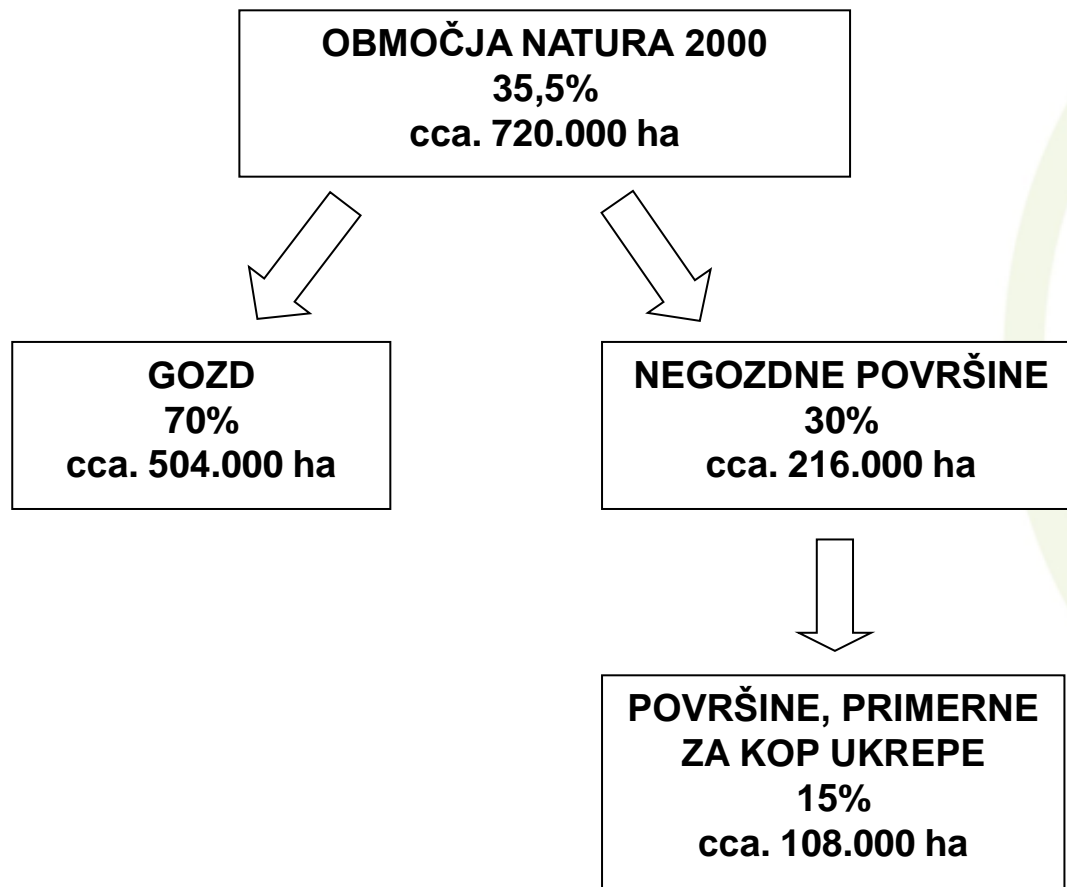 OBMOČJA NATURA 2000
35,5%
cca. 720.000 ha
GOZD
70%
cca. 504.000 ha
NEGOZDNE POVRŠINE
30%
cca. 216.000 ha
POVRŠINE, PRIMERNE
ZA KOP UKREPE
15%
cca. 108.000 ha